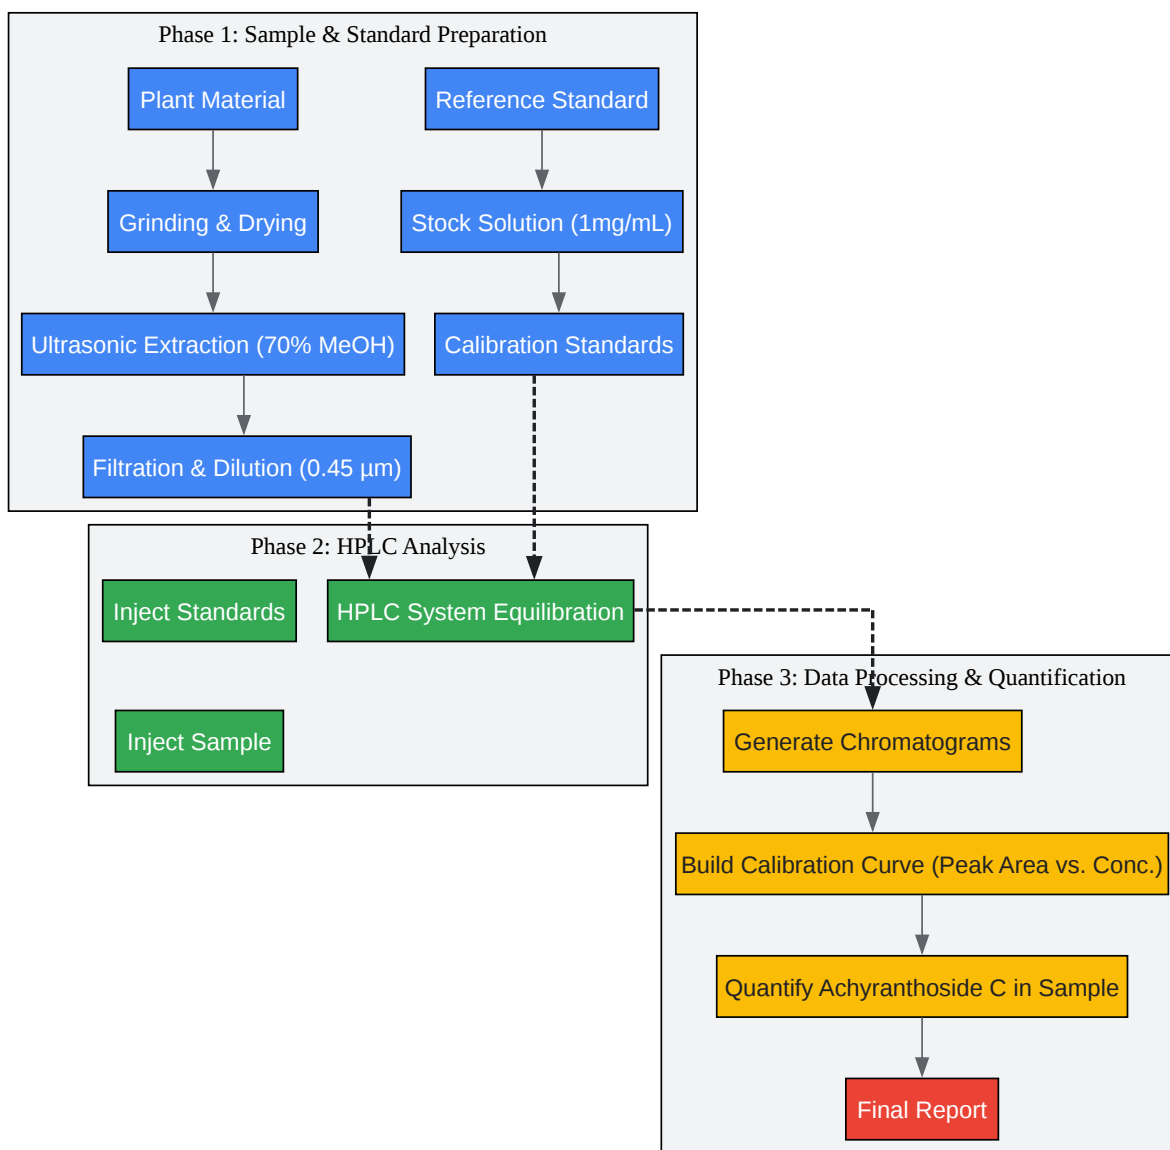 Phase 1: Sample & Standard Preparation
Plant Material
Reference Standard
Grinding & Drying
Stock Solution (1mg/mL)
Ultrasonic Extraction (70% MeOH)
Calibration Standards
Filtration & Dilution (0.45 µm)
Phase 2: HPLC Analysis
Inject Standards
HPLC System Equilibration
Inject Sample
Phase 3: Data Processing & Quantification
Generate Chromatograms
Build Calibration Curve (Peak Area vs. Conc.)
Quantify Achyranthoside C in Sample
Final Report